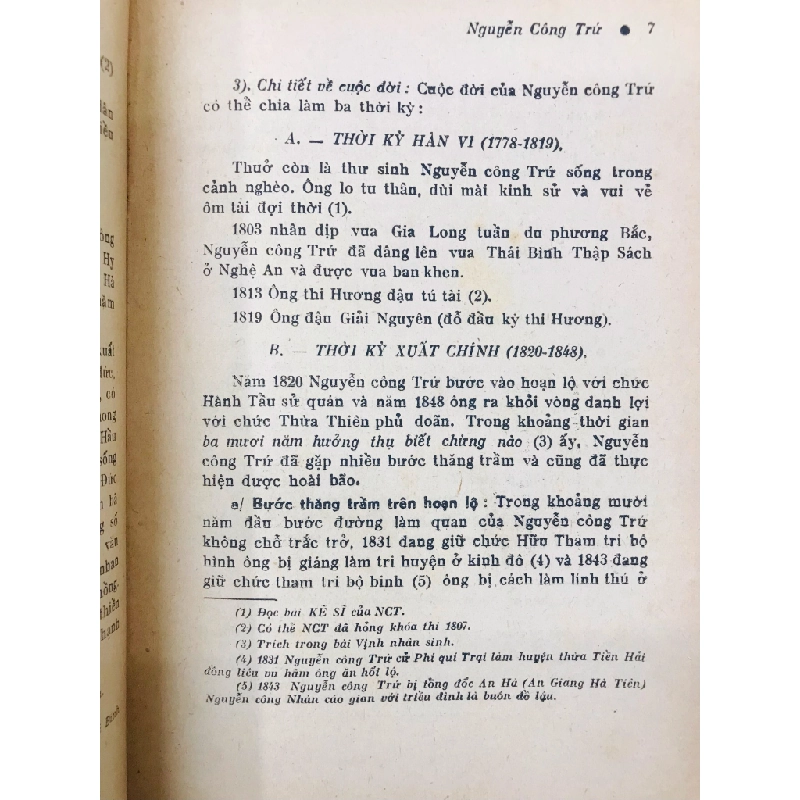 Nguyễn Công Trứ ● 7
3). Chi tiết về cuộc đời : Cuộc đời của Nguyễn công Trứ
có thể chia làm ba thời kỳ :
A. — THỜI KỲ HÀN VI (1778-1819).
Thuở còn là thư sinh Nguyễn công Trứ sống trong
cảnh nghèo. Ông lo tu thân, dùi mài kinh sử và vui vẻ
ôm tài đợi thời (1).
1803 nhân dịp vua Gia Long tuần du phương Bắc,
Nguyễn công Trứ đã dâng lên vua Thái Bình Thập Sách
ở Nghệ An và được vua ban khen.
1813 Ông thi Hương đậu tú tài (2).
1819 Ông đậu Giải Nguyên (đỗ đầu kỳ thi Hương).
B. — THỜI KỲ XUẤT CHÍNH (1820-1848).
Năm 1820 Nguyễn công Trứ bước vào hoạn lộ với chức
Hành Tẩu sử quán và năm 1848 ông ra khỏi vòng danh lợi
với chức Thừa Thiên phủ doãn. Trong khoảng thời gian
ba mươi năm hưởng thụ biết chừng nào (3) ấy, Nguyễn
công Trứ đã gặp nhiều bước thăng trầm và cũng đã thực
hiện được hoài bão.
a/ Bước thăng trầm trên hoạn lộ : Trong khoảng mười
năm đầu bước đường làm quan của Nguyễn công Trứ
không chở trắc trở, 1831 đang giữ chức Hữu Tham tri bộ
hình ông bị giáng làm tri huyện ở kinh đô (4) và 1843 đang
giữ chức tham tri bộ binh (5) ông bị cách làm lính thú ở
(1) Đọc bài KẺ SĨ của NCT.
(2) Có thể NCT đã hỏng khóa thi 1807.
(3) Trích trong bài Vịnh nhân sinh.
(4) 1831 Nguyễn công Trứ cử Phi quí Trại làm huyện thừa Tiền Hải
đồng liêu vu hãm ông ăn hối lộ.
(5) 1843 Nguyễn công Trứ bị tổng đốc An Hà (An Giang Hà Tiên)
Nguyễn công Nhàn cáo gian với triều đình là buôn đồ lậu.